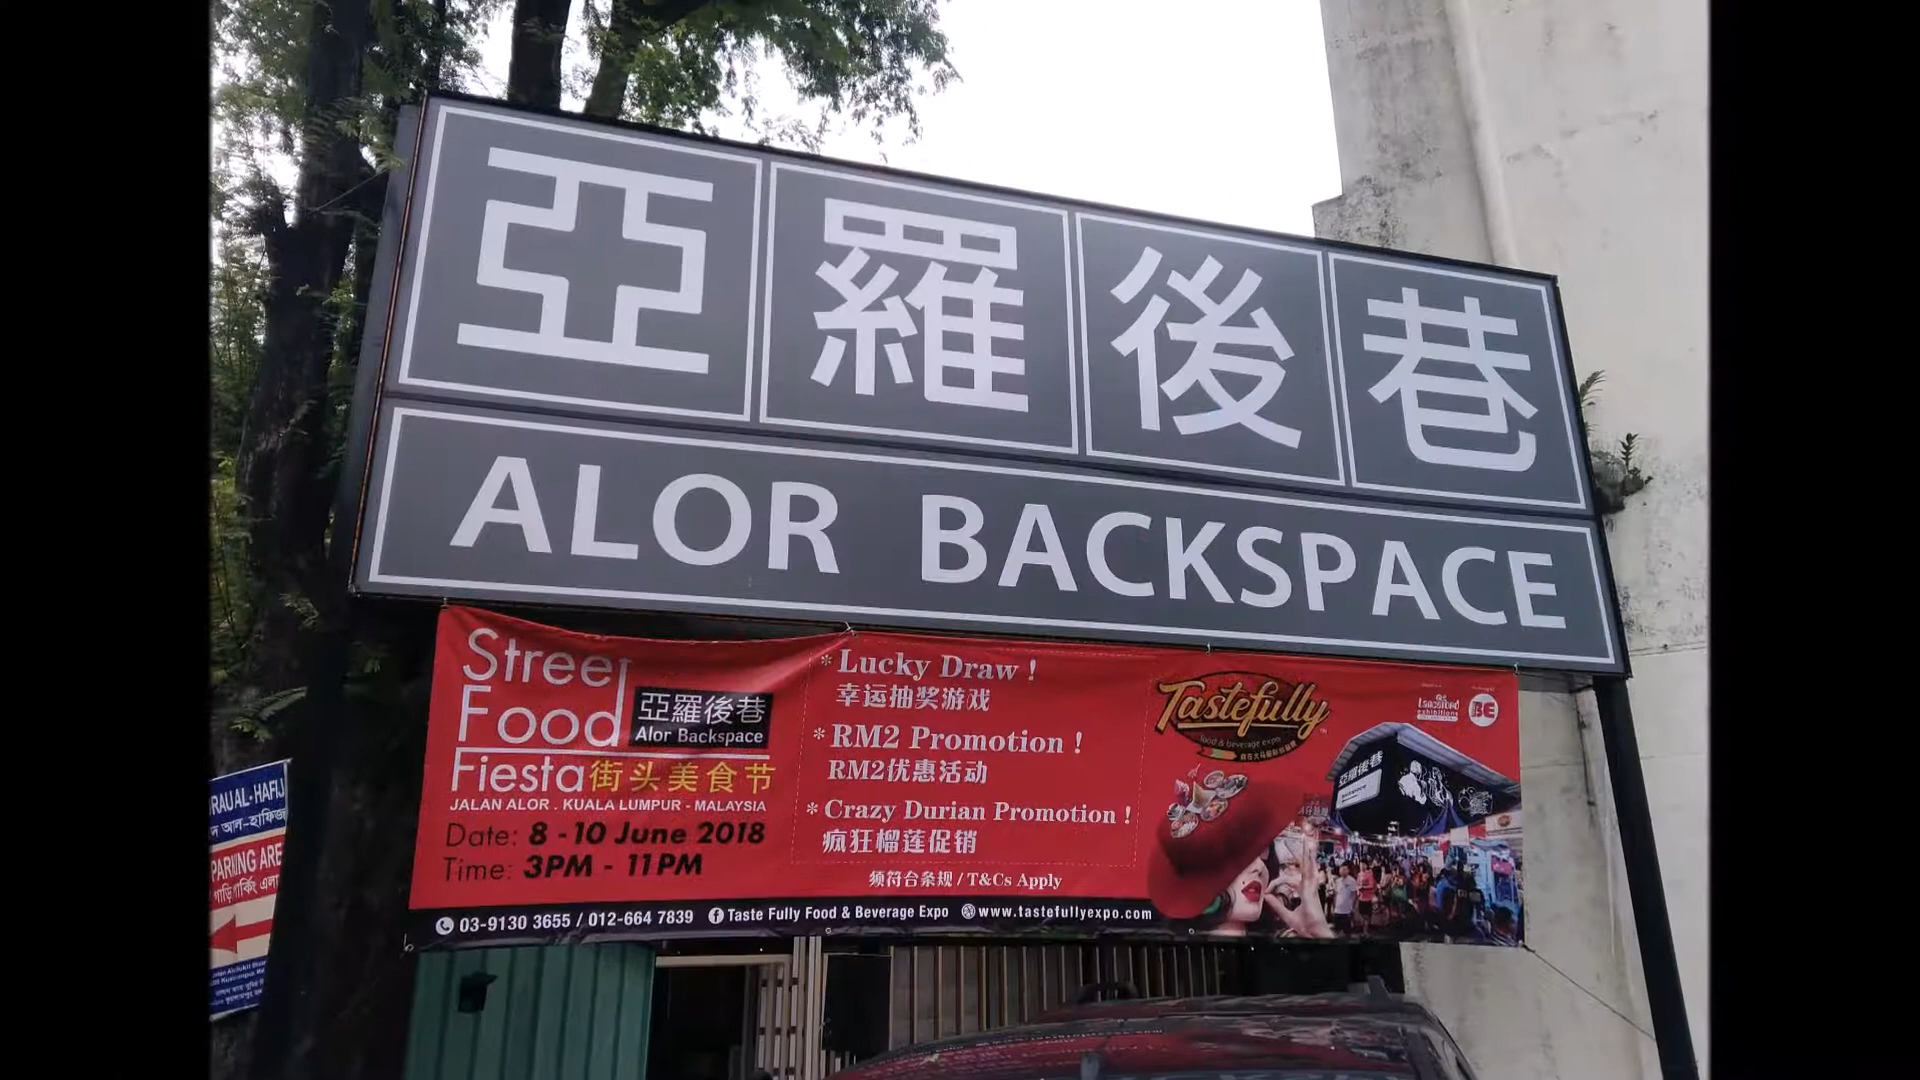 亞羅後巷
ALOR BACKSPACE
Street
Food
Fiesta 街头美食节
亞羅後巷
Alor Backspace
JALAN ALOR . KUALA LUMPUR - MALAYSIA
Date: 8 - 10 June 2018
Time: 3PM - 11PM
* Lucky Draw !
幸运抽奖游戏
* RM2 Promotion !
RM2优惠活动
* Crazy Durian Promotion !
疯狂榴莲促销
须符合条规 / T&Cs Apply
Tastefully
food & beverage expo
BE
亞羅後巷
03-9130 3655 / 012-664 7839 Taste Fully Food & Beverage Expo www.tastefullyexpo.com
RAUAL-HAFIJ
ন আল-হাফিজ
PARKING ARE
গাড়ি পার্কিং এলা